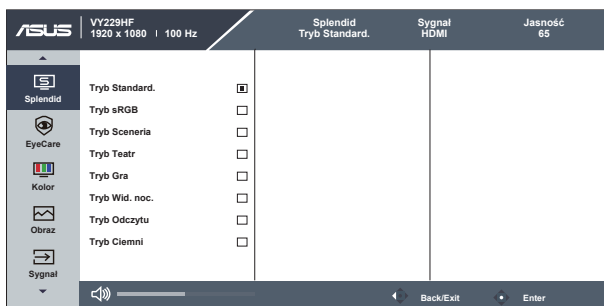 ASUS
VY229HF
1920 x 1080 100 Hz
Splendid
Tryb Standard.
Sygnał
HDMI
Jasność
65
Splendid
EyeCare
Kolor
Obraz
Sygnał
Tryb Standard.
Tryb sRGB
Tryb Sceneria
Tryb Teatr
Tryb Gra
Tryb Wid. noc.
Tryb Odczytu
Tryb Ciemni
Back/Exit
Enter